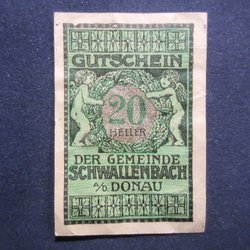 GUTSCHEIN
20
HELLER
DER GEMEINDE
SCHWALLENBACH
A/D DONAU